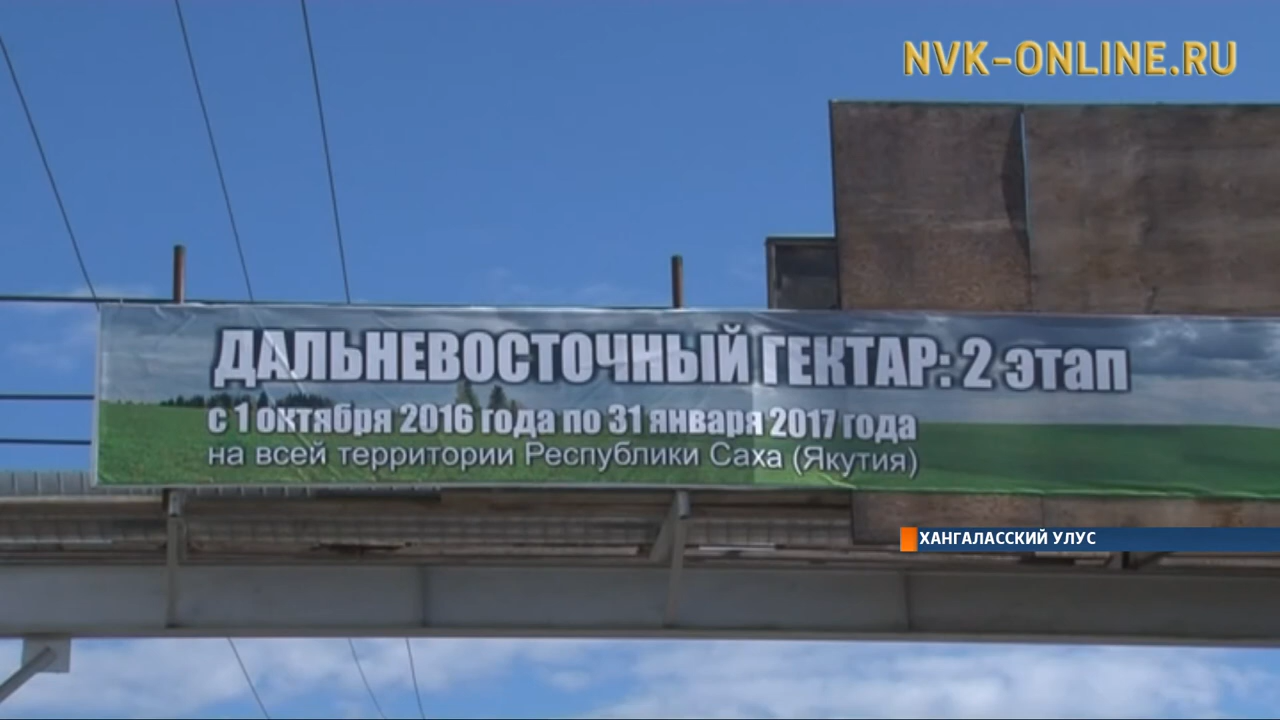 NVK-ONLINE.RU
ДАЛЬНЕВОСТОЧНЫЙ ГЕКТАР: 2 этап
с 1 октября 2016 года по 31 января 2017 года
на всей территории Республики Саха (Якутия)
ХАНГАЛАССКИЙ УЛУС